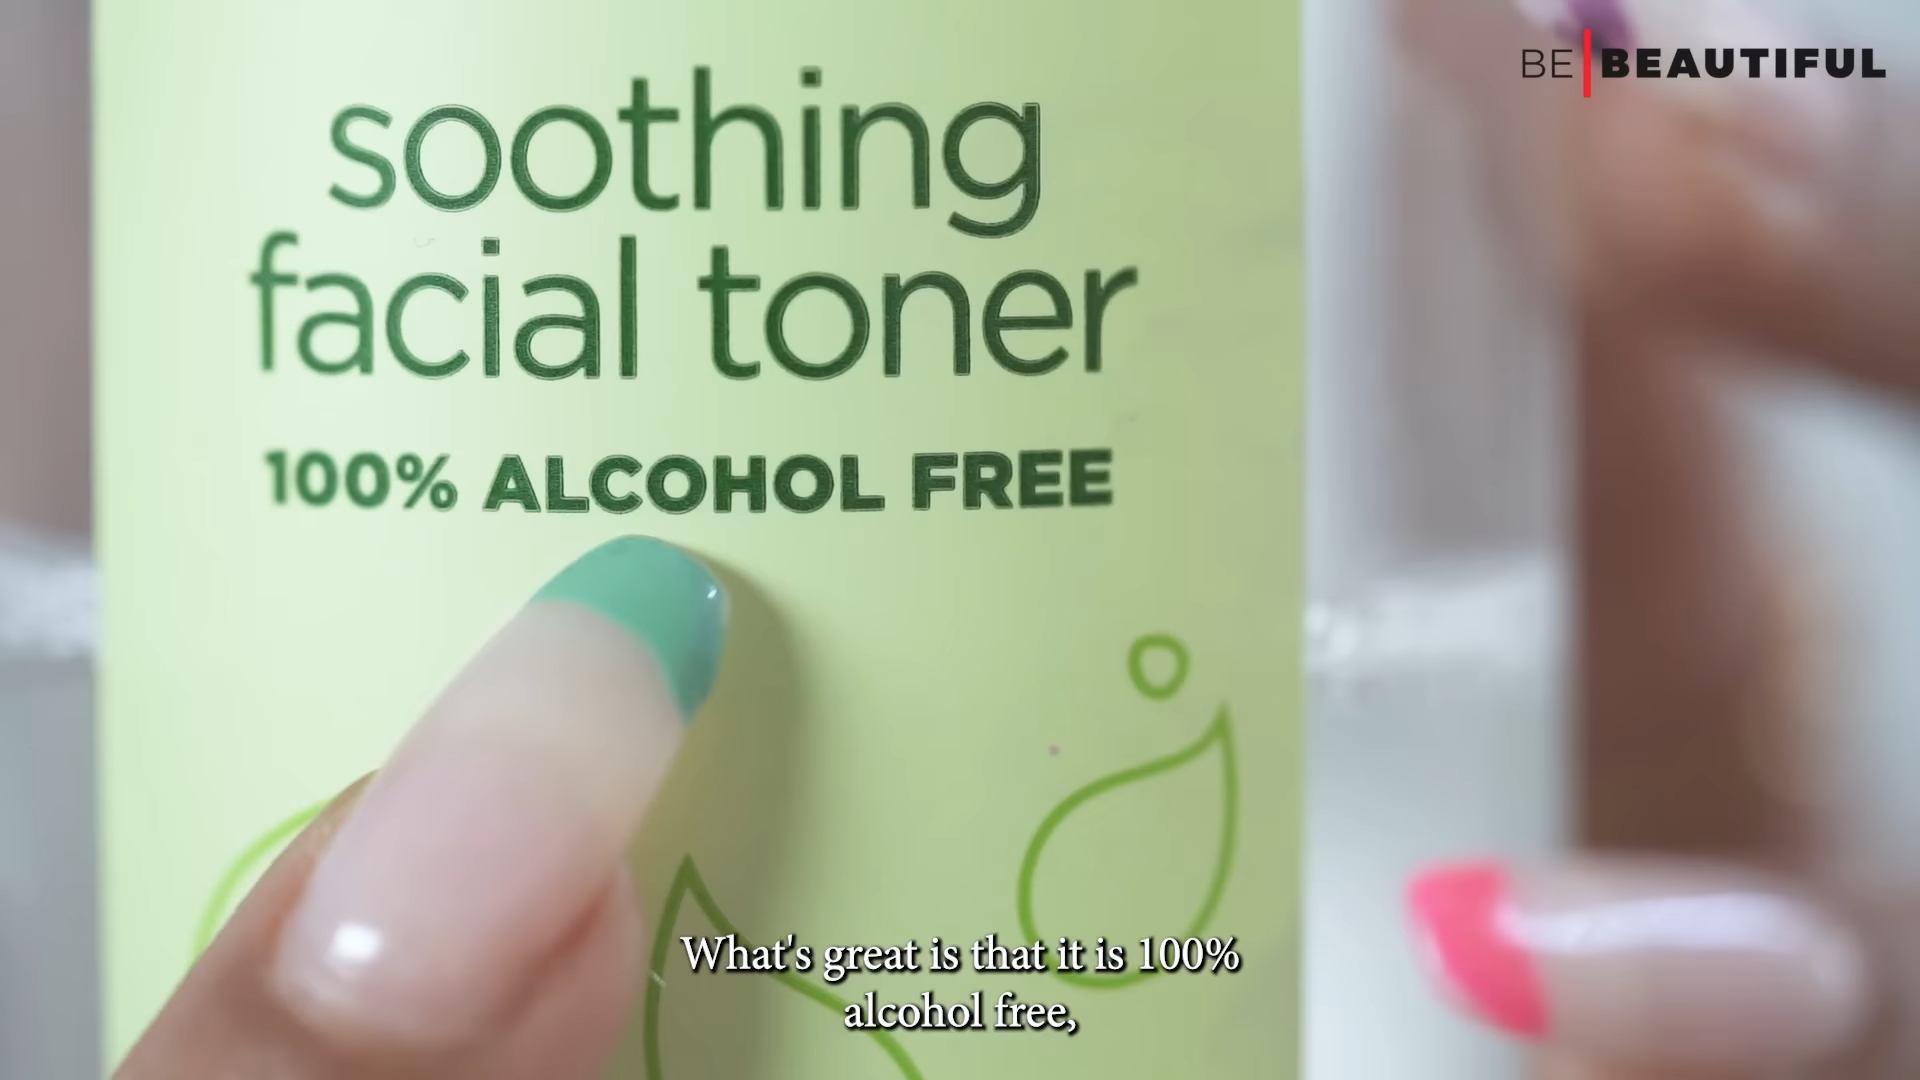 BE BEAUTIFUL
soothing
facial toner
100% ALCOHOL FREE
What's great is that it is 100%
alcohol free,